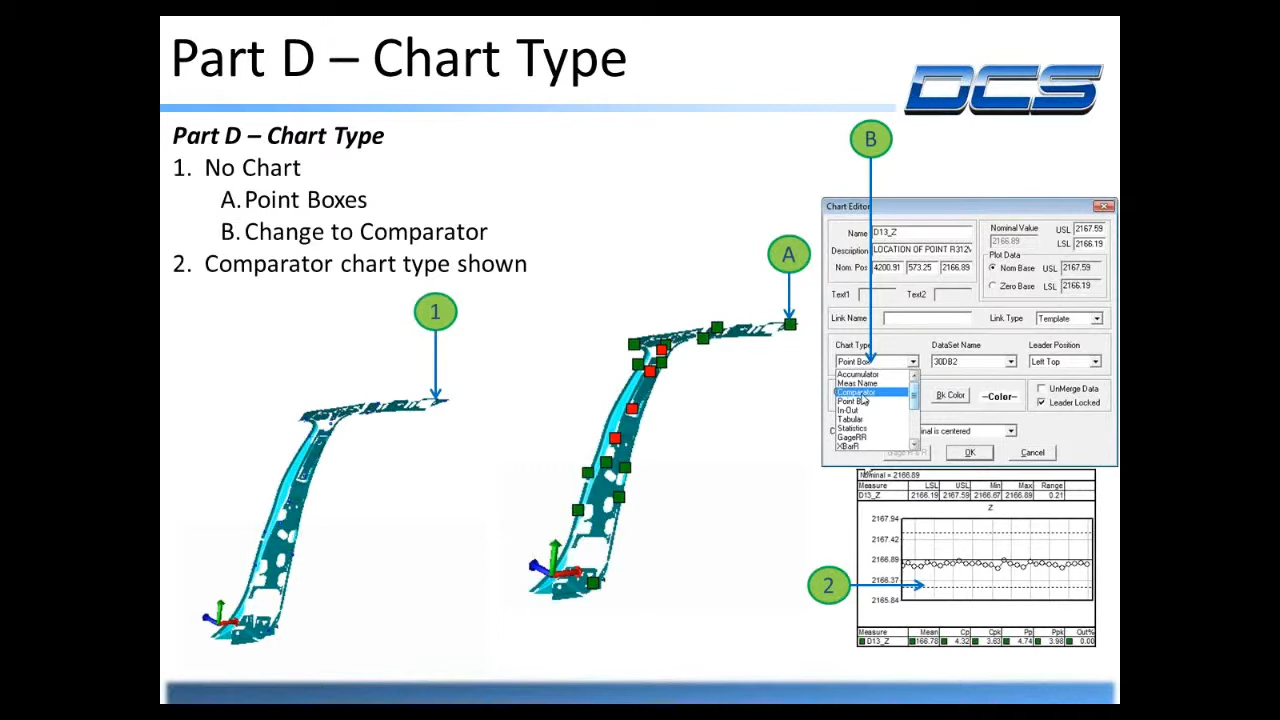 Part D – Chart Type
DCS
Part D – Chart Type
1. No Chart
A. Point Boxes
B. Change to Comparator
2. Comparator chart type shown
1
A
B
2
Chart Editor
Name D13_Z
Description LOCATION OF POINT R312V
Nom. Pos 4200.91 573.25 2166.89
Nominal Value
2166.89
USL 2167.59
LSL 2166.19
Plot Data
Nom Base USL 2167.59
Zero Base LSL 2166.19
Text1 Text2
Link Name Link Type Template
Chart Type DataSet Name Leader Position
Point Box 30DB2 Left Top
Accumulator
Meas Name
Comparator
Point Box
In-Out
Tabular
Statistics
GageRR
XBarR
Bk Color --Color-- UnMerge Data
Leader Locked
nal is centered
OK Cancel
Nominal = 2166.89
Measure LSL USL Min Max Range
D13_Z 2166.19 2167.59 2166.67 2166.89 0.21
Z
2167.94
2167.42
2166.89
2166.37
2165.84
Measure Mean Cp Cpk Pp Ppk Out%
D13_Z 166.78 4.32 3.63 4.74 3.98 0.00